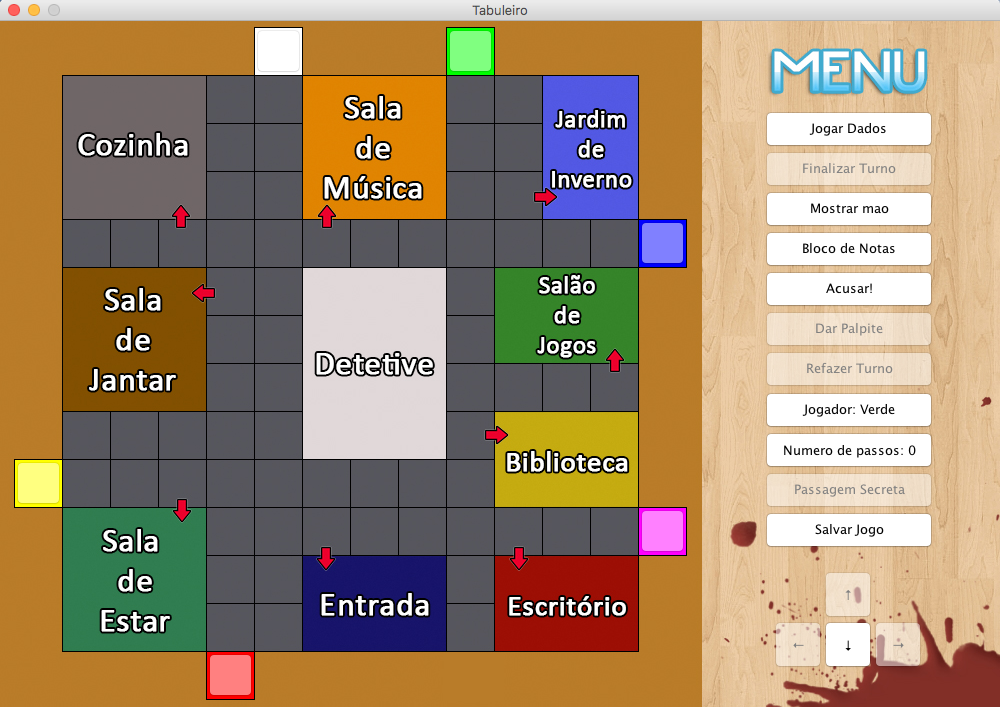 Tabuleiro
Cozinha
Sala
de
Música
Jardim
de
Inverno
Sala
de
Jantar
Detetive
Salão
de
Jogos
Biblioteca
Sala
de
Estar
Entrada
Escritório
MENU
Jogar Dados
Finalizar Turno
Mostrar mao
Bloco de Notas
Acusar!
Dar Palpite
Refazer Turno
Jogador: Verde
Numero de passos: 0
Passagem Secreta
Salvar Jogo
↑
← ↓ →